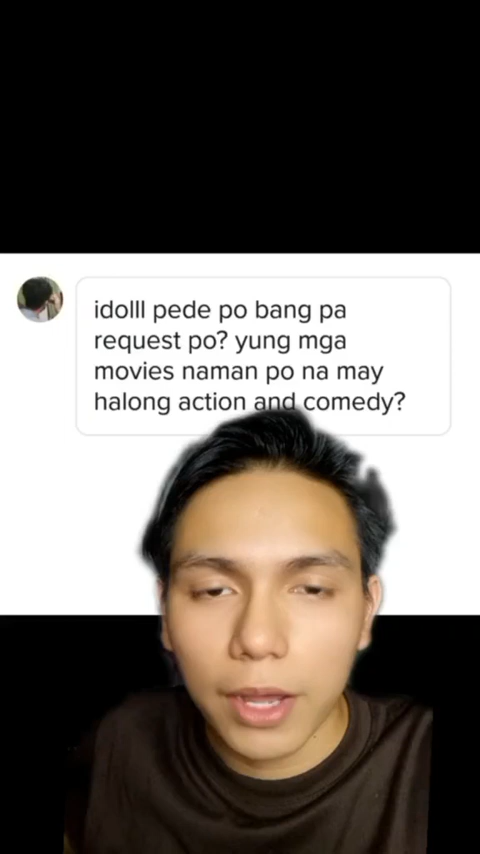 idolll pede po bang pa
request po? yung mga
movies naman po na may
halong action and comedy?